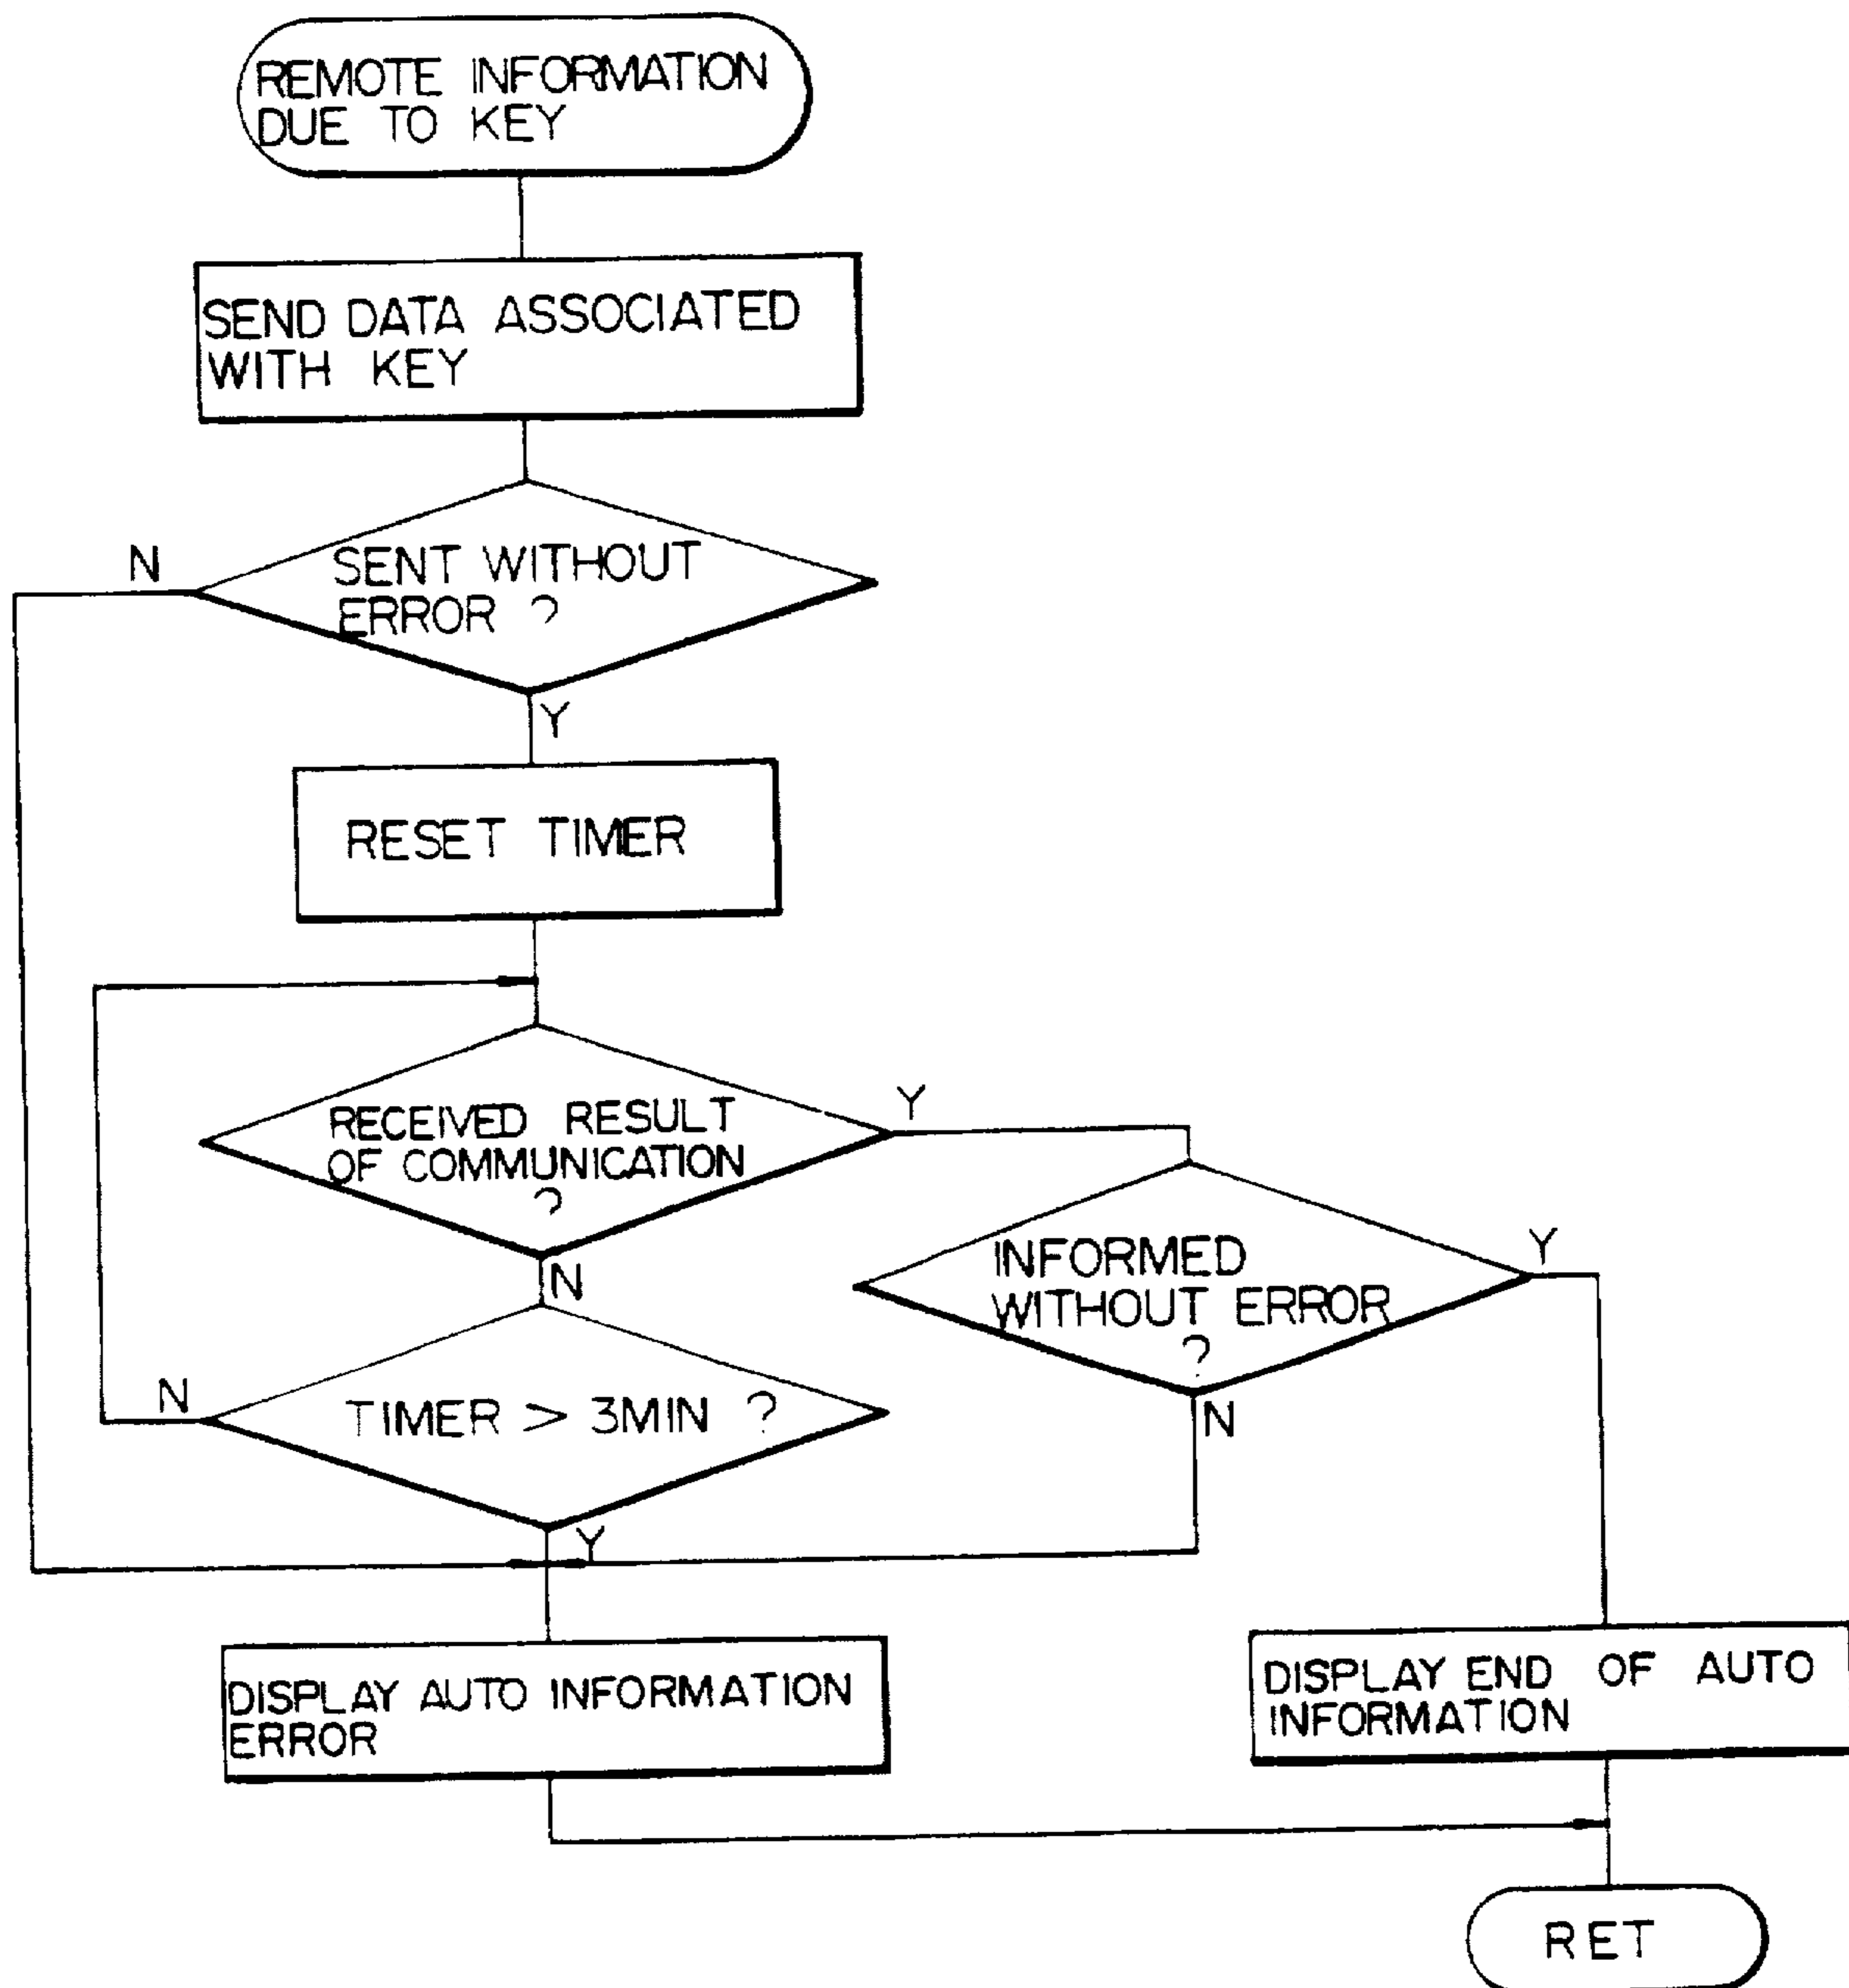 REMOTE INFORMATION
DUE TO KEY
SEND DATA ASSOCIATED
WITH KEY
N
SENT WITHOUT
ERROR ?
Y
RESET TIMER
RECEIVED RESULT
OF COMMUNICATION
?
Y
N
INFORMED
WITHOUT ERROR
?
Y
N
N
TIMER > 3MIN ?
Y
DISPLAY AUTO INFORMATION
ERROR
DISPLAY END OF AUTO
INFORMATION
RET